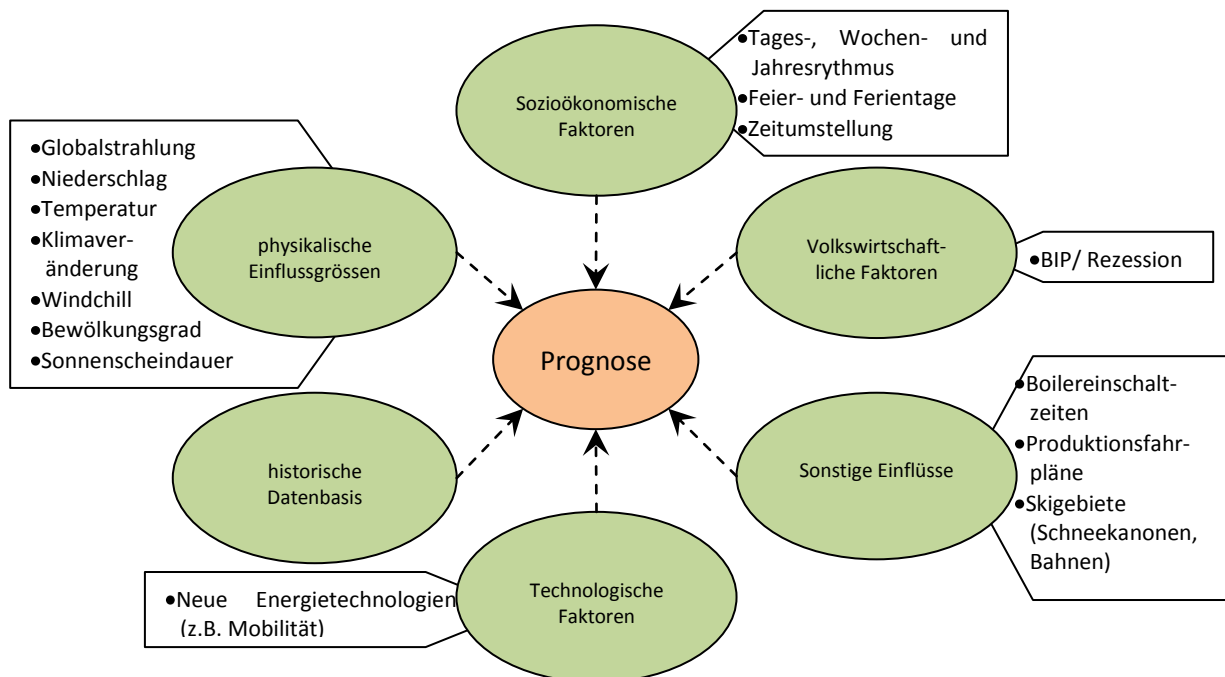 •Tages-, Wochen- und
Jahresrythmus
•Feier- und Ferientage
•Zeitumstellung
Sozioökonomische
Faktoren
•Globalstrahlung
•Niederschlag
•Temperatur
•Klimaver-
änderung
•Windchill
•Bewölkungsgrad
•Sonnenscheindauer
physikalische
Einflussgrössen
Volkswirtschaft-
liche Faktoren
•BIP/ Rezession
Prognose
historische
Datenbasis
Sonstige Einflüsse
•Boilereinschalt-
zeiten
•Produktionsfahr-
pläne
•Skigebiete
(Schneekanonen,
Bahnen)
Technologische
Faktoren
•Neue Energietechnologien
(z.B. Mobilität)